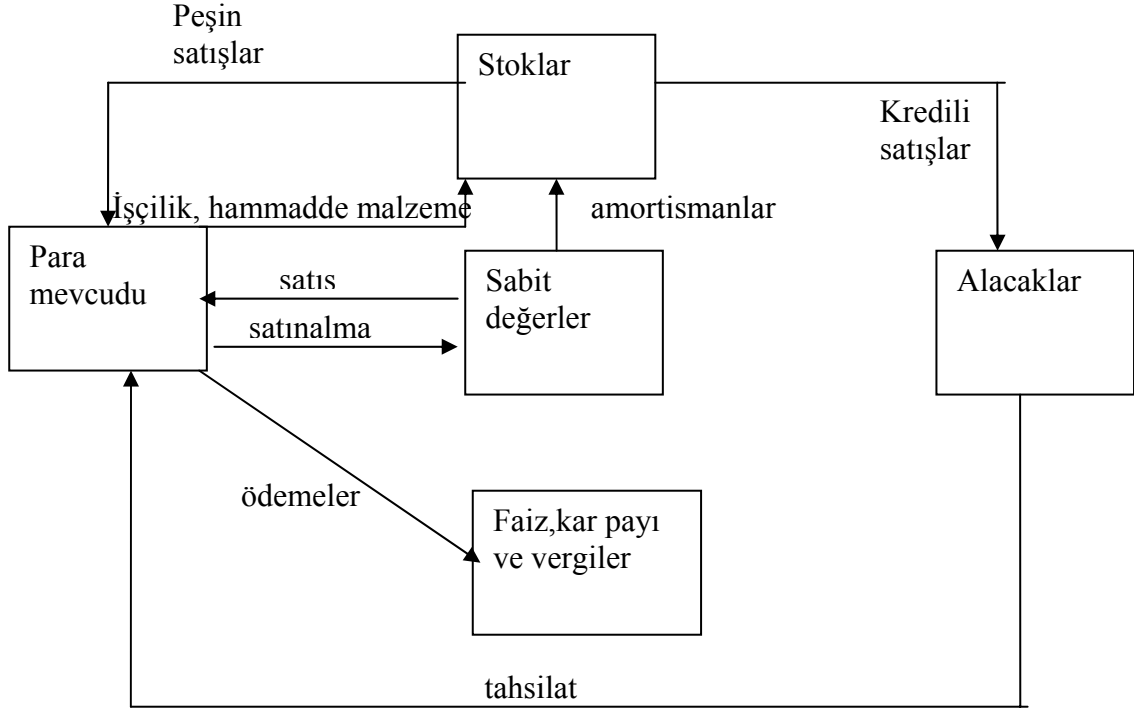 Peşin
satışlar
Stoklar
Kredili
satışlar
İşçilik, hammadde malzeme
amortismanlar
Para
mevcudu
satış
Sabit
değerler
Alacaklar
satınalma
ödemeler
Faiz,kar payı
ve vergiler
tahsilat